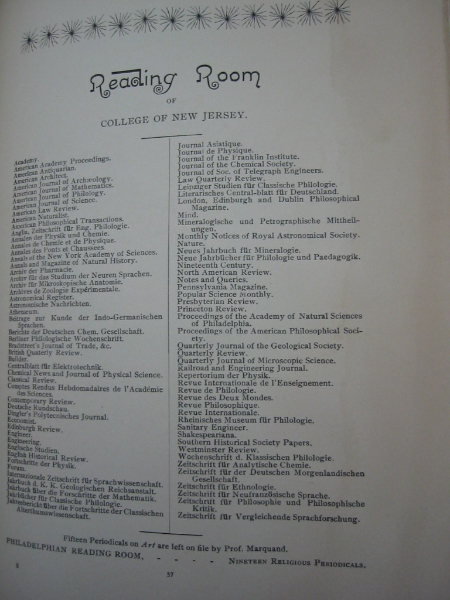 Reading Room
OF
COLLEGE OF NEW JERSEY.
Academy.
American Academy Proceedings.
American Antiquarian.
American Architect.
American Journal of Archæology.
American Journal of Mathematics.
American Journal of Philology.
American Journal of Science.
American Law Review.
American Naturalist.
American Philosophical Transactions.
Anglia, Zeitschrift für Eng. Philologie.
Annalen der Physik und Chemie.
Annales de Chemie et de Physique.
Annales des Ponts et Chaussees.
Annals of the New York Academy of Sciences.
Annals and Magazine of Natural History.
Archiv der Pharmacie.
Archiv für das Stadium der Neuren Sprachen.
Archiv für Mikroskopische Anatomie.
Archives de Zoologie Expérimentale.
Astronomical Register.
Astronomische Nachrichten.
Athenæum.
Beitrage zur Kunde der Indo-Germanischen
Sprachen.
Berichte der Deutschen Chem. Gesellschaft.
Berliner Philologische Wochenschrift.
Bradstreet's Journal of Trade, &c.
British Quaterly Review.
Builder.
Centralblatt für Elektrotechnik.
Chemical News and Journal of Physical Science.
Classical Review.
Comptes Rendus Hebdomadaires de l'Académie
des Sciences.
Contemporary Review.
Deutsche Rundschau.
Dingler's Polytechnisches Journal.
Economist.
Edinburgh Review.
Engineer.
Engineering.
Englische Studien.
English Historical Review.
Fortschritte der Physik.
Forum.
Internationale Zeitschrift für Sprachwissenschaft.
Jahrbuch d. K. K. Geologischen Reichsanstalt.
Jahrbuch über die Forschritte der Mathematik.
Jahrbücher für Classische Philologie.
Jahresbericht über die Fortschritte der Classischen
Altertkumswissenschaft.
Journal Asiatique.
Journal de Physique.
Journal of the Franklin Institute.
Journal of the Chemical Society.
Journal of Soc. of Telegraph Engineers.
Law Quarterly Review.
Leipziger Studien für Classische Philologie.
Literarisches Central-blatt für Deutschland.
London, Edinburgh and Dublin Philosophical
Magazine.
Mind.
Mineralogische und Petrographische Mittheil-
ungen.
Monthly Notices of Royal Astronomical Society.
Nature.
Neues Jahrbuch für Mineralogie.
Neue Jahrbücher für Philologie und Paedagogik.
Nineteenth Century.
North American Review.
Notes and Queries.
Pennsylvania Magazine.
Popular Science Monthly.
Presbyterian Review.
Princeton Review.
Proceedings of the Academy of Natural Sciences
of Philadelphia.
Proceedings of the American Philosophical Soci-
ety.
Quarterly Journal of the Geological Society.
Quarterly Review.
Quarterly Journal of Microscopic Science.
Railroad and Engineering Journal.
Repertorium der Physik.
Revue Internationale de l'Enseignement.
Revue de Philologie.
Revue des Deux Mondes.
Revue Philosophique.
Revue Internationale.
Rheinisches Museum für Philologie.
Sanitary Engineer.
Shakespeariana.
Southern Historical Society Papers.
Westminster Review.
Wochenschrift d. Klassischen Philologie.
Zeitschrift für Analytische Chemie.
Zeitschrift für der Deutschen Morgenlandischen
Gesellschaft.
Zeitschrift für Ethnologie.
Zeitschrift für Neufranzösische Sprache.
Zeitschrift für Philosophie und Philosophische
Kritik.
Zeitschrift für Vergleichende Sprachforschung.
Fifteen Periodicals on Art are left on file by Prof. Marquaud.
PHILADELPHIAN READING ROOM, - - - - NINETEEN RELIGIOUS PERIODICALS.
8
57